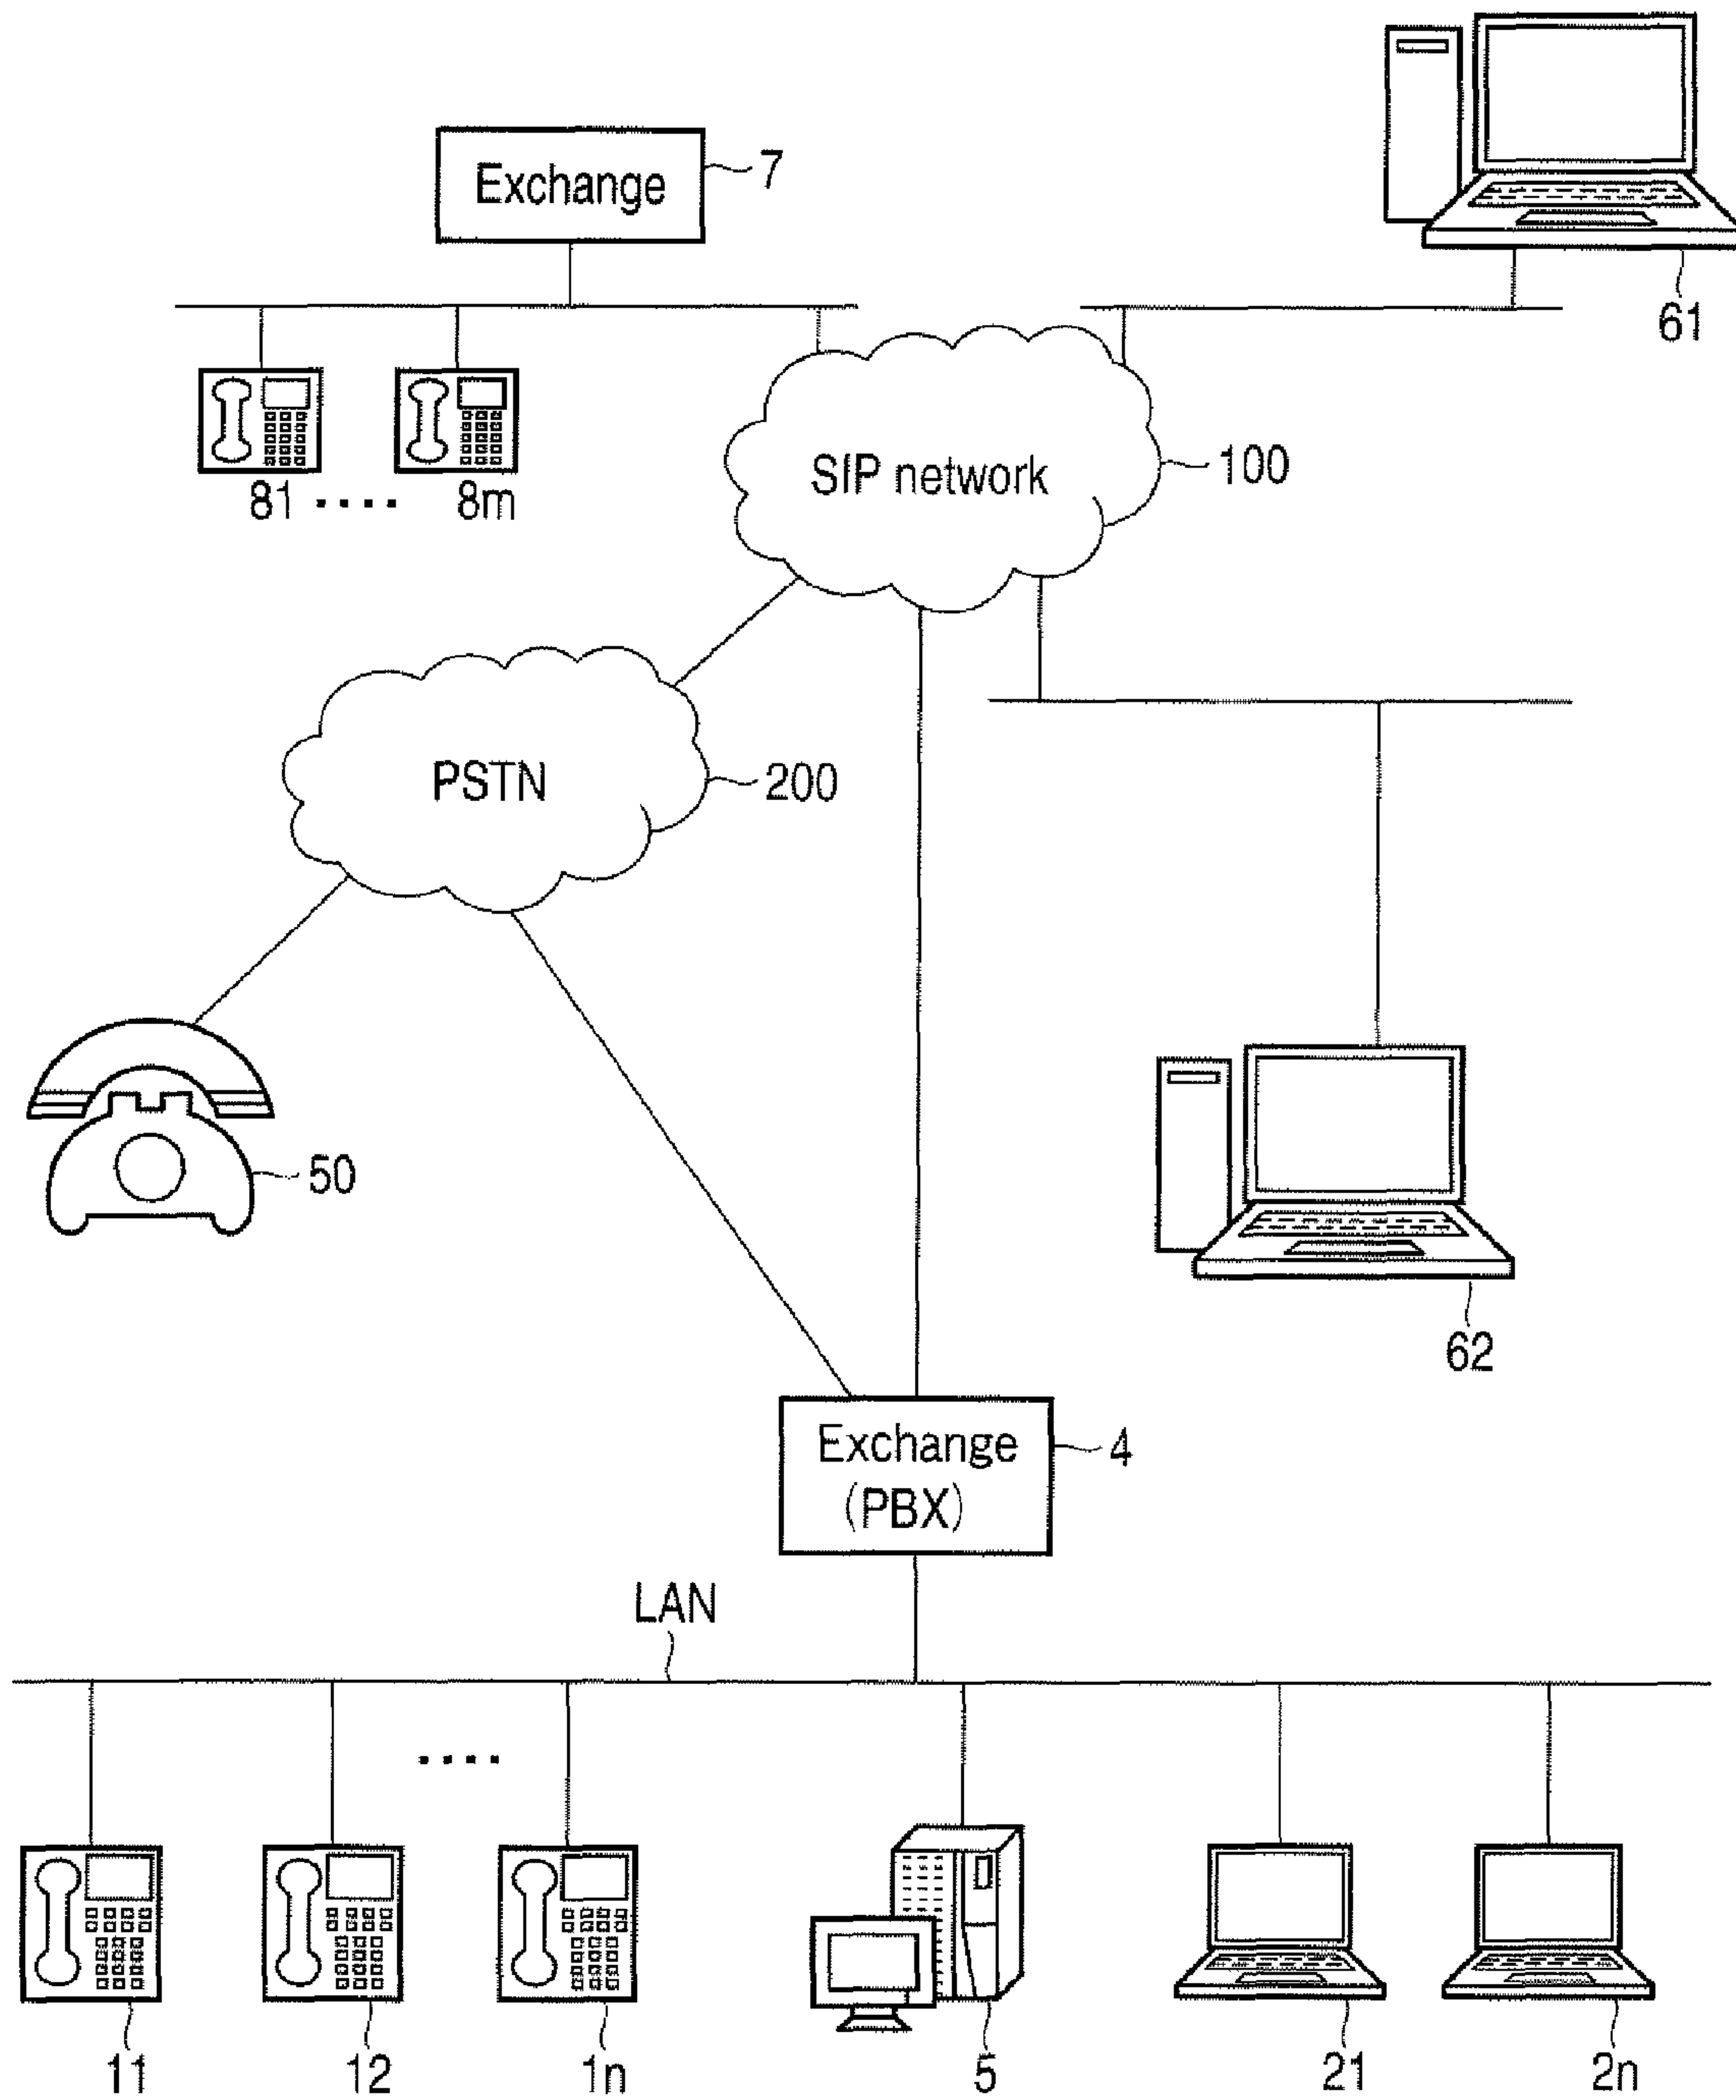 Exchange
7
61
81 ····
8m
SIP network
100
PSTN
200
50
62
Exchange
(PBX)
4
LAN
····
11
12
1n
5
21
2n